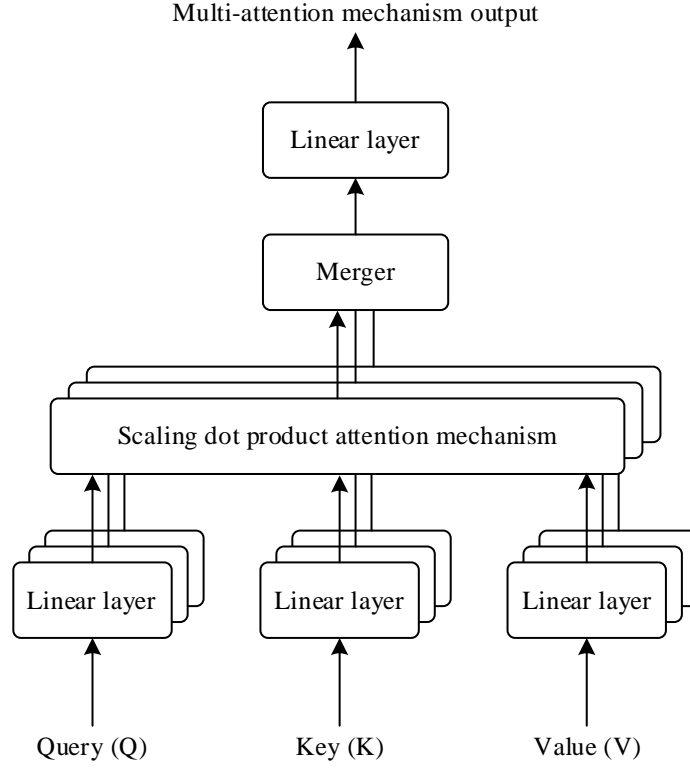 Multi-attention mechanism output
Linear layer
Merger
Scaling dot product attention mechanism
Linear layer
Linear layer
Linear layer
Query (Q)
Key (K)
Value (V)